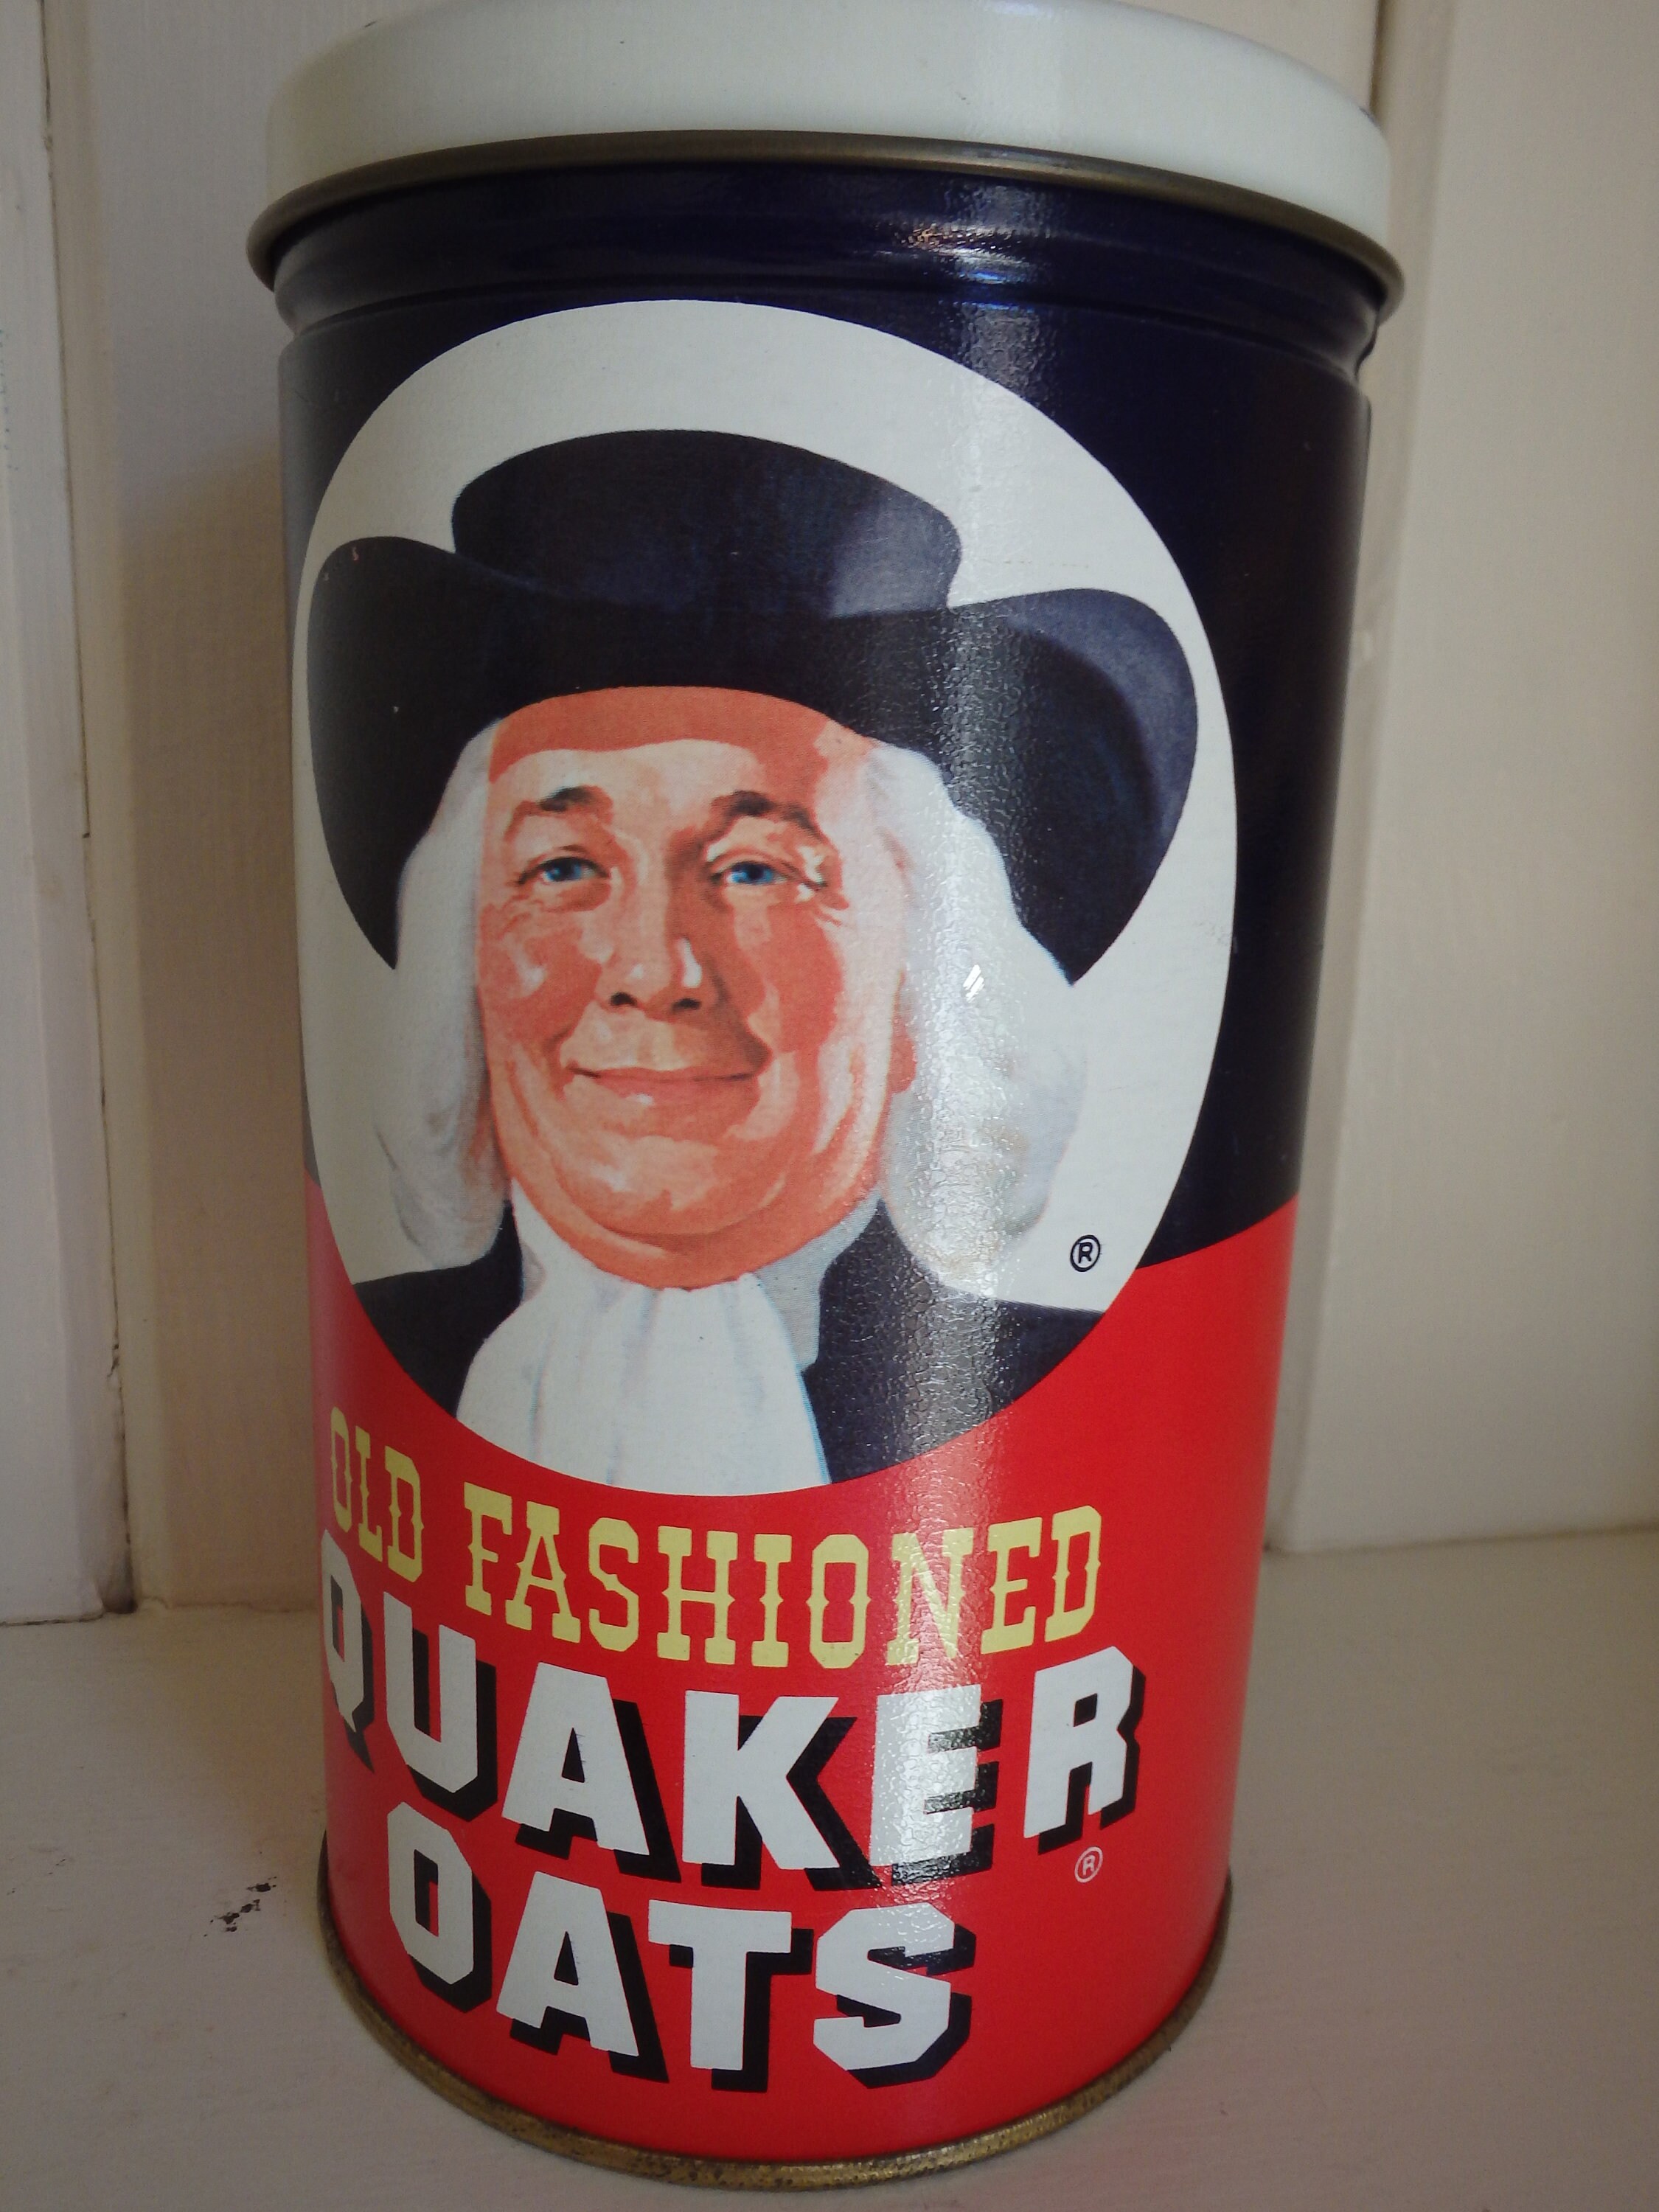 ®
OLD FASHIONED
QUAKER
®
OATS